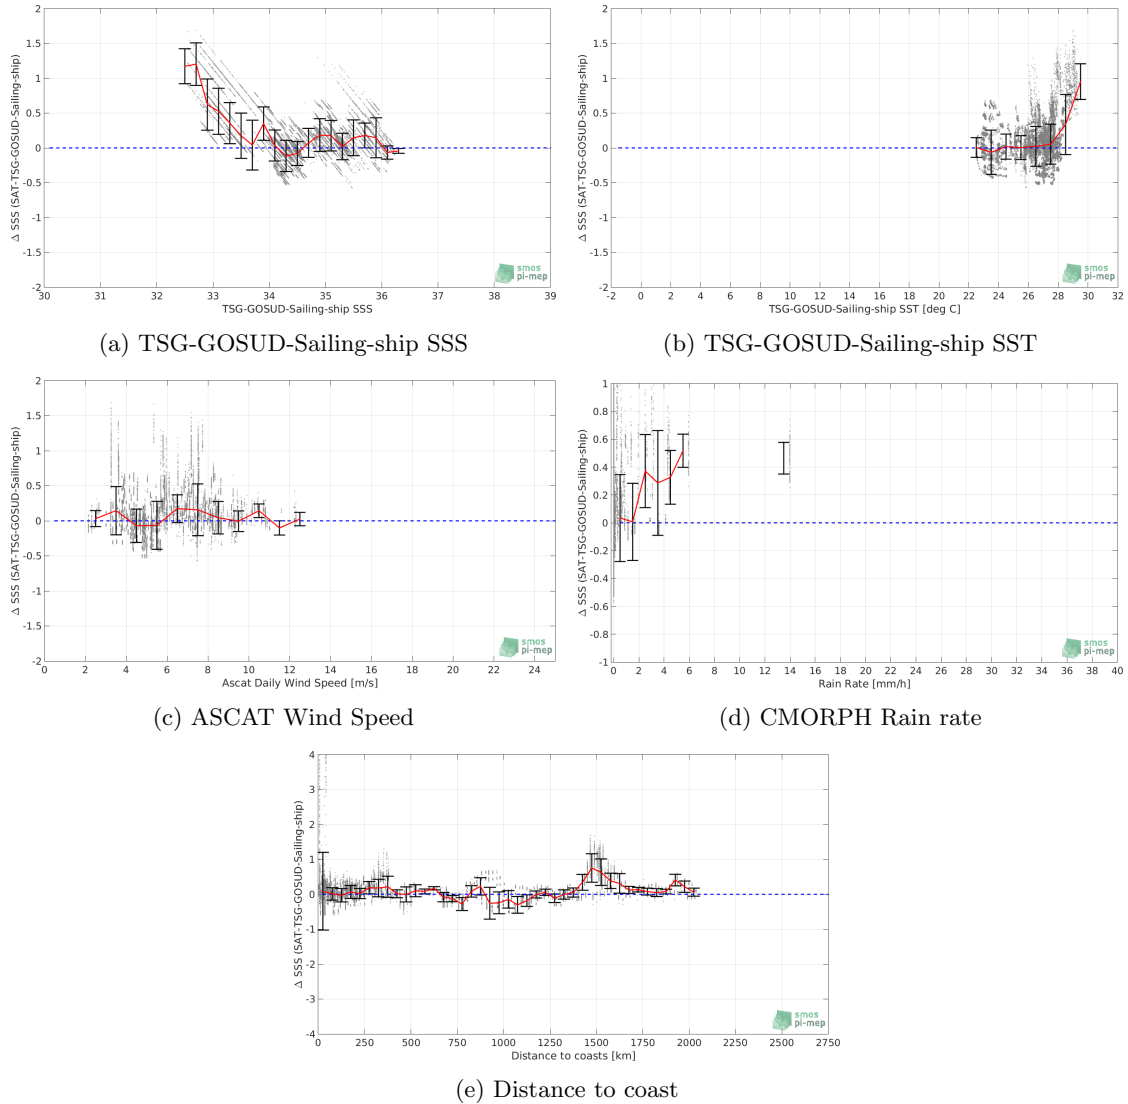 Δ SSS (SAT-TSG-GOSUD-Sailing-ship)
2
1.5
1
0.5
0
-0.5
-1
-1.5
-2
30 31 32 33 34 35 36 37 38 39
TSG-GOSUD-Sailing-ship SSS
smos
pi-mep
(a) TSG-GOSUD-Sailing-ship SSS
Δ SSS (SAT-TSG-GOSUD-Sailing-ship)
2
1.5
1
0.5
0
-0.5
-1
-1.5
-2
-2 0 2 4 6 8 10 12 14 16 18 20 22 24 26 28 30 32
TSG-GOSUD-Sailing-ship SST [deg C]
smos
pi-mep
(b) TSG-GOSUD-Sailing-ship SST
Δ SSS (SAT-TSG-GOSUD-Sailing-ship)
2
1.5
1
0.5
0
-0.5
-1
-1.5
-2
0 2 4 6 8 10 12 14 16 18 20 22 24
Ascat Daily Wind Speed [m/s]
smos
pi-mep
(c) ASCAT Wind Speed
Δ SSS (SAT-TSG-GOSUD-Sailing-ship)
1
0.8
0.6
0.4
0.2
0
-0.2
-0.4
-0.6
-0.8
-1
0 2 4 6 8 10 12 14 16 18 20 22 24 26 28 30 32 34 36 38 40
Rain Rate [mm/h]
smos
pi-mep
(d) CMORPH Rain rate
Δ SSS (SAT-TSG-GOSUD-Sailing-ship)
4
3
2
1
0
-1
-2
-3
-4
0 250 500 750 1000 1250 1500 1750 2000 2250 2500 2750
Distance to coasts [km]
smos
pi-mep
(e) Distance to coast